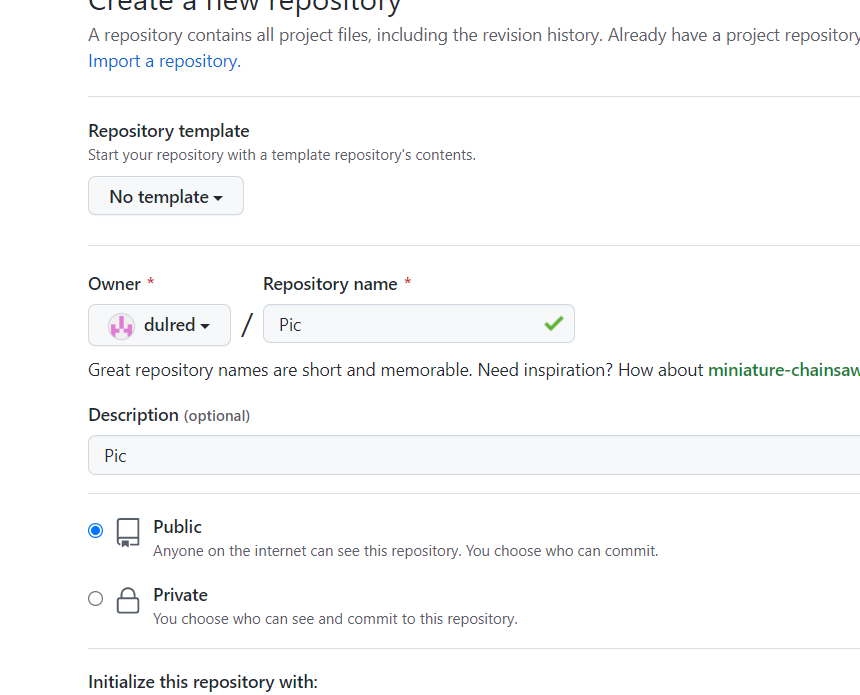 Create a new repository
A repository contains all project files, including the revision history. Already have a project repository
Import a repository.
Repository template
Start your repository with a template repository's contents.
No template
Owner *
Repository name *
dulred
/
Pic
Great repository names are short and memorable. Need inspiration? How about miniature-chainsaw
Description (optional)
Pic
Public
Anyone on the internet can see this repository. You choose who can commit.
Private
You choose who can see and commit to this repository.
Initialize this repository with: